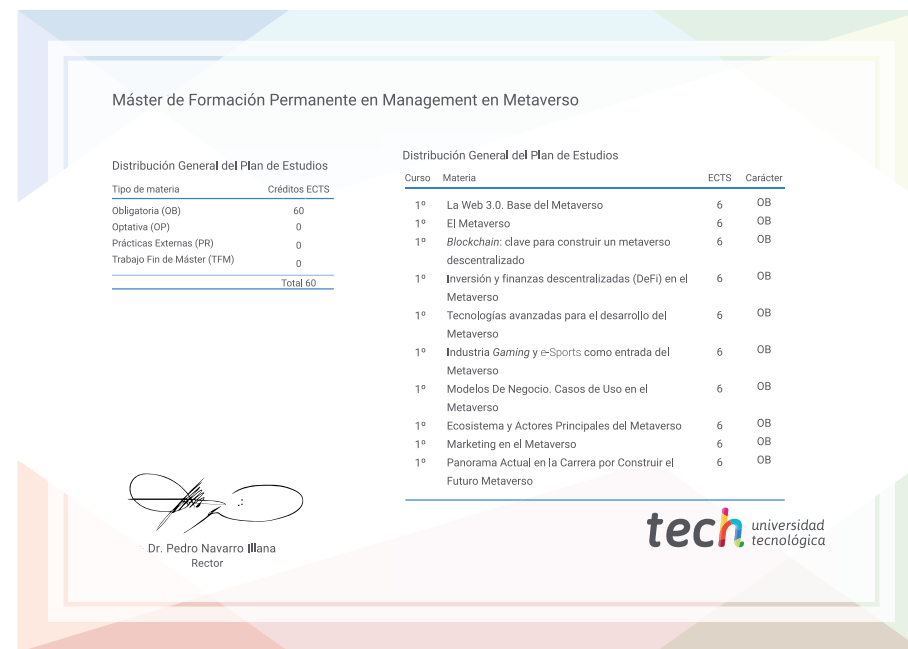 Máster de Formación Permanente en Management en Metaverso
Distribución General del Plan de Estudios
Tipo de materia Créditos ECTS
Obligatoria (OB) 60
Optativa (OP) 0
Prácticas Externas (PR) 0
Trabajo Fin de Máster (TFM) 0
Total 60
Distribución General del Plan de Estudios
Curso Materia ECTS Carácter
1º La Web 3.0. Base del Metaverso 6 OB
1º El Metaverso 6 OB
1º Blockchain: clave para construir un metaverso 6 OB
descentralizado
1º Inversión y finanzas descentralizadas (DeFi) en el 6 OB
Metaverso
1º Tecnologías avanzadas para el desarrollo del 6 OB
Metaverso
1º Industria Gaming y e-Sports como entrada del 6 OB
Metaverso
1º Modelos De Negocio. Casos de Uso en el 6 OB
Metaverso
1º Ecosistema y Actores Principales del Metaverso 6 OB
1º Marketing en el Metaverso 6 OB
1º Panorama Actual en la Carrera por Construir el 6 OB
Futuro Metaverso
Dr. Pedro Navarro Illana
Rector
tech universidad
tecnológica